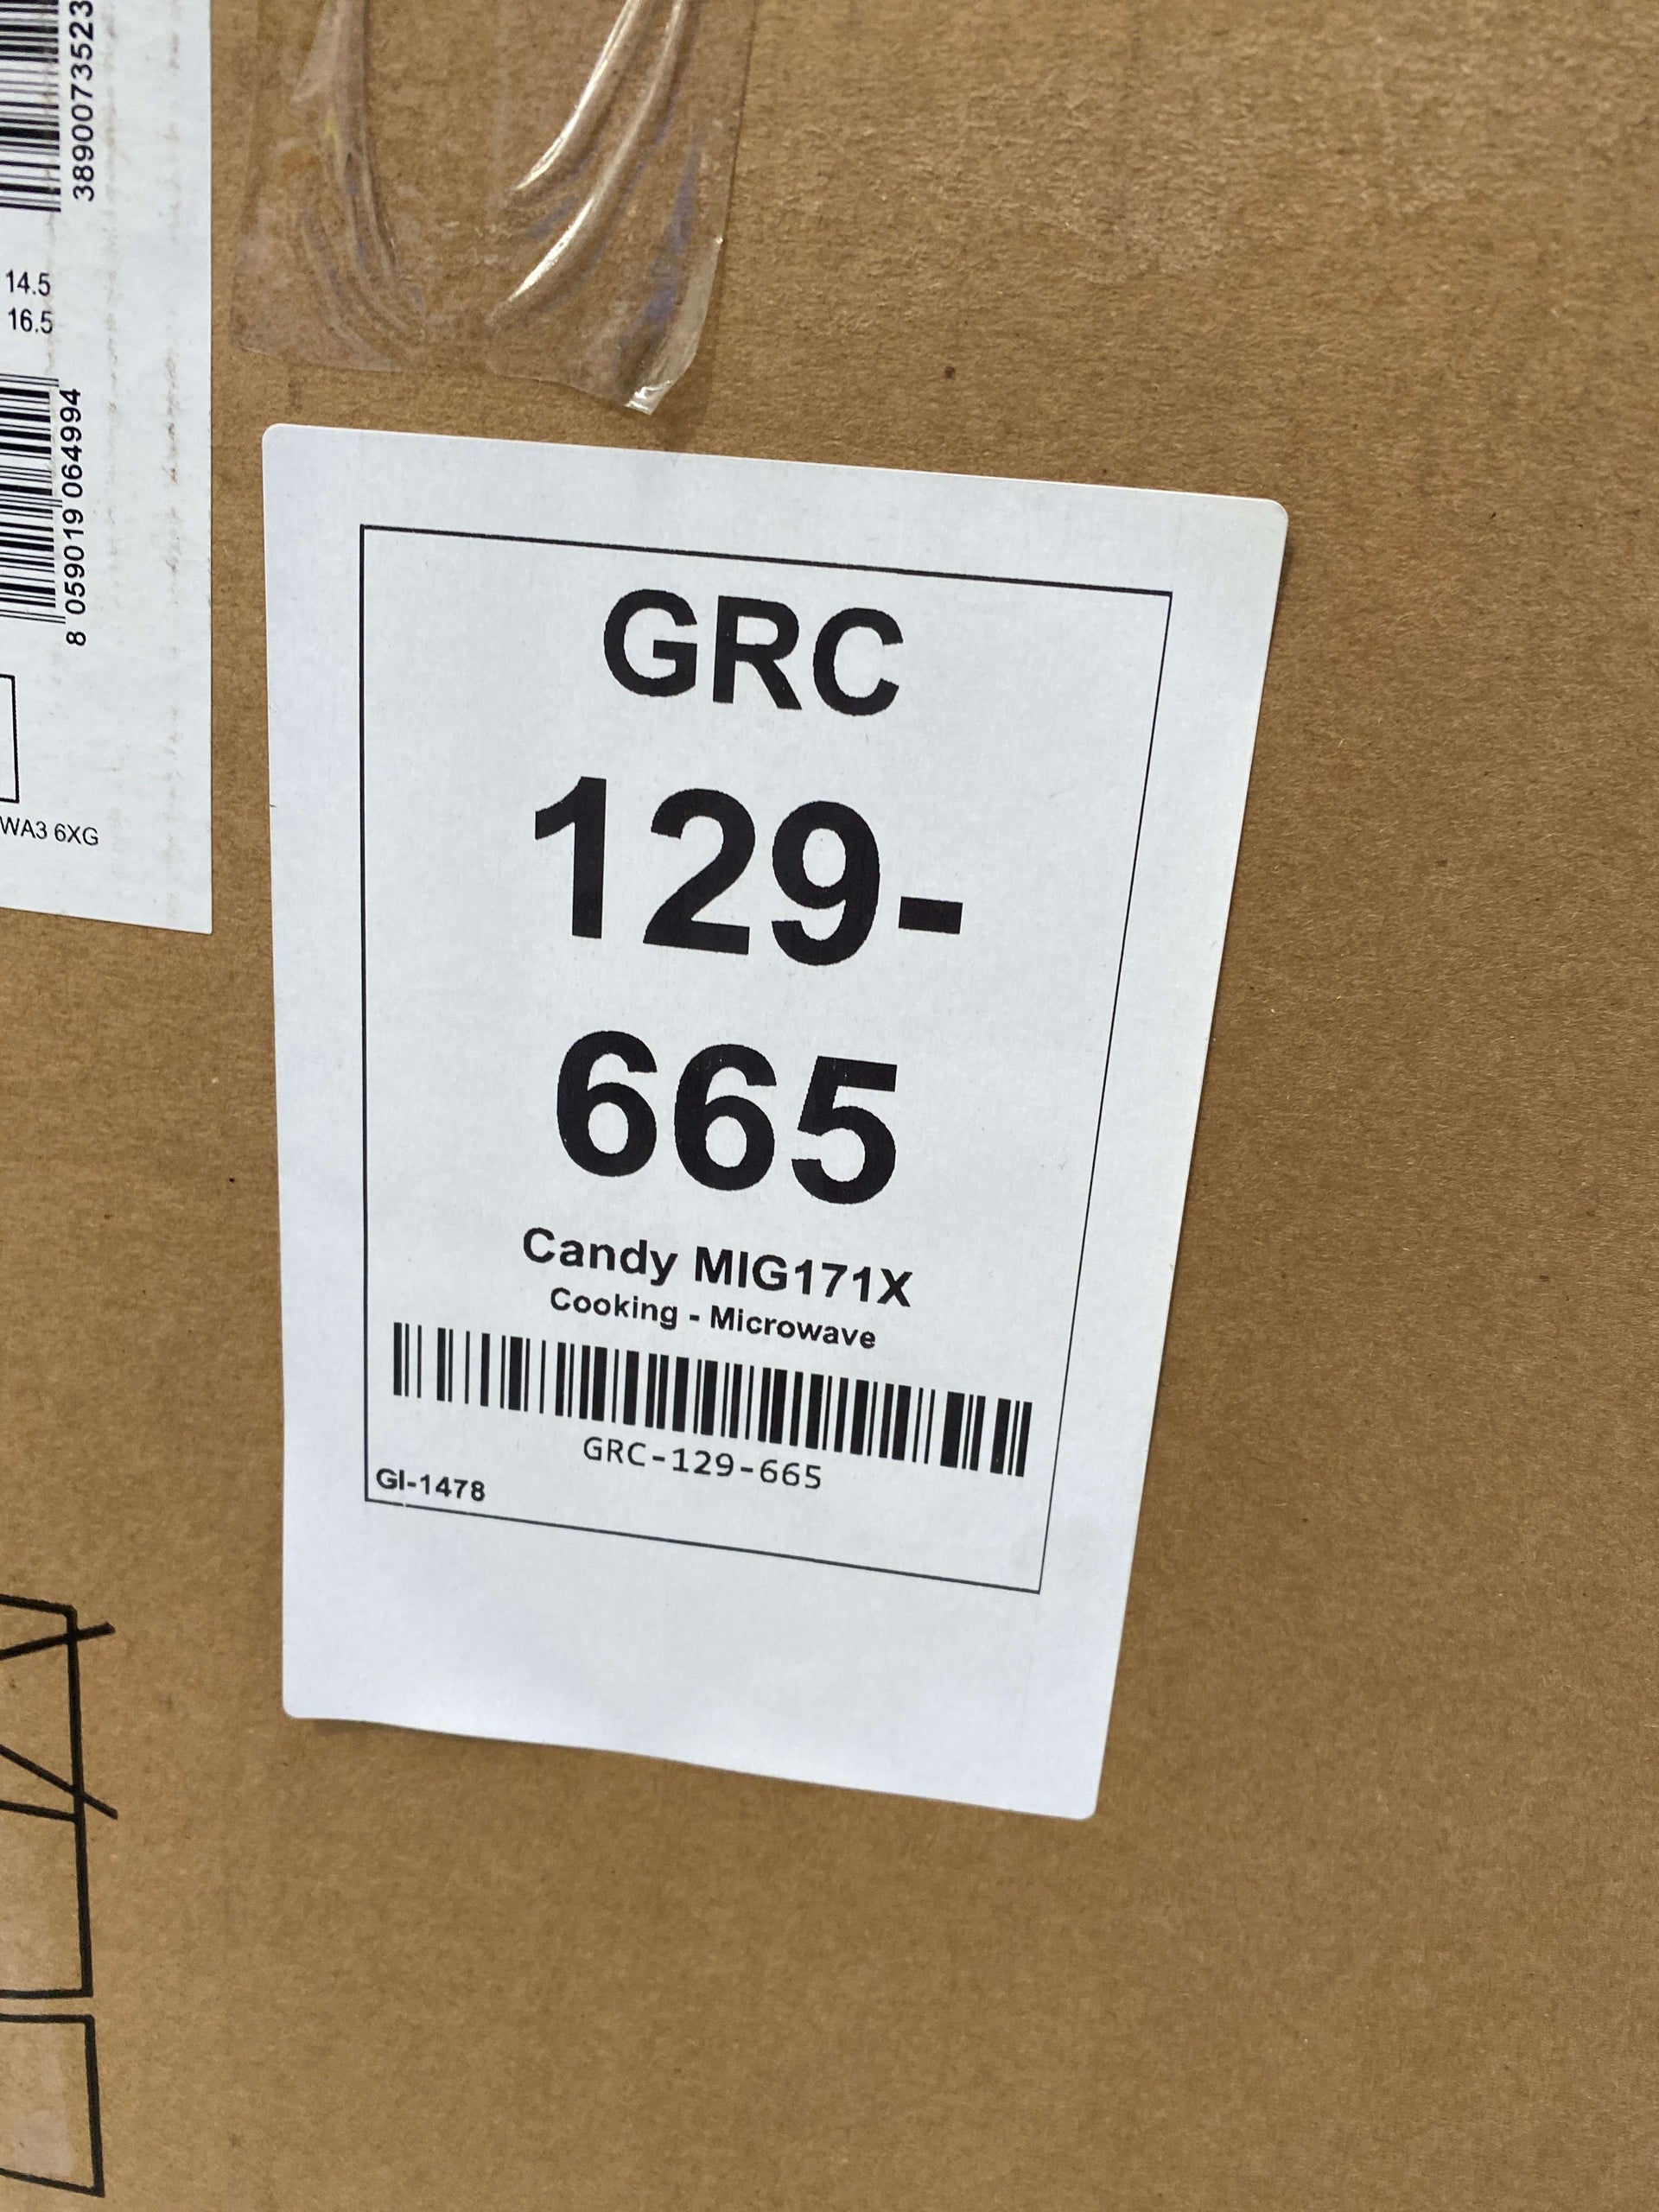 38900735523
14.5
16.5
8 059019 064994
WA3 6XG
GRC
129-
665
Candy MIG171X
Cooking - Microwave
GRC-129-665
GI-1478